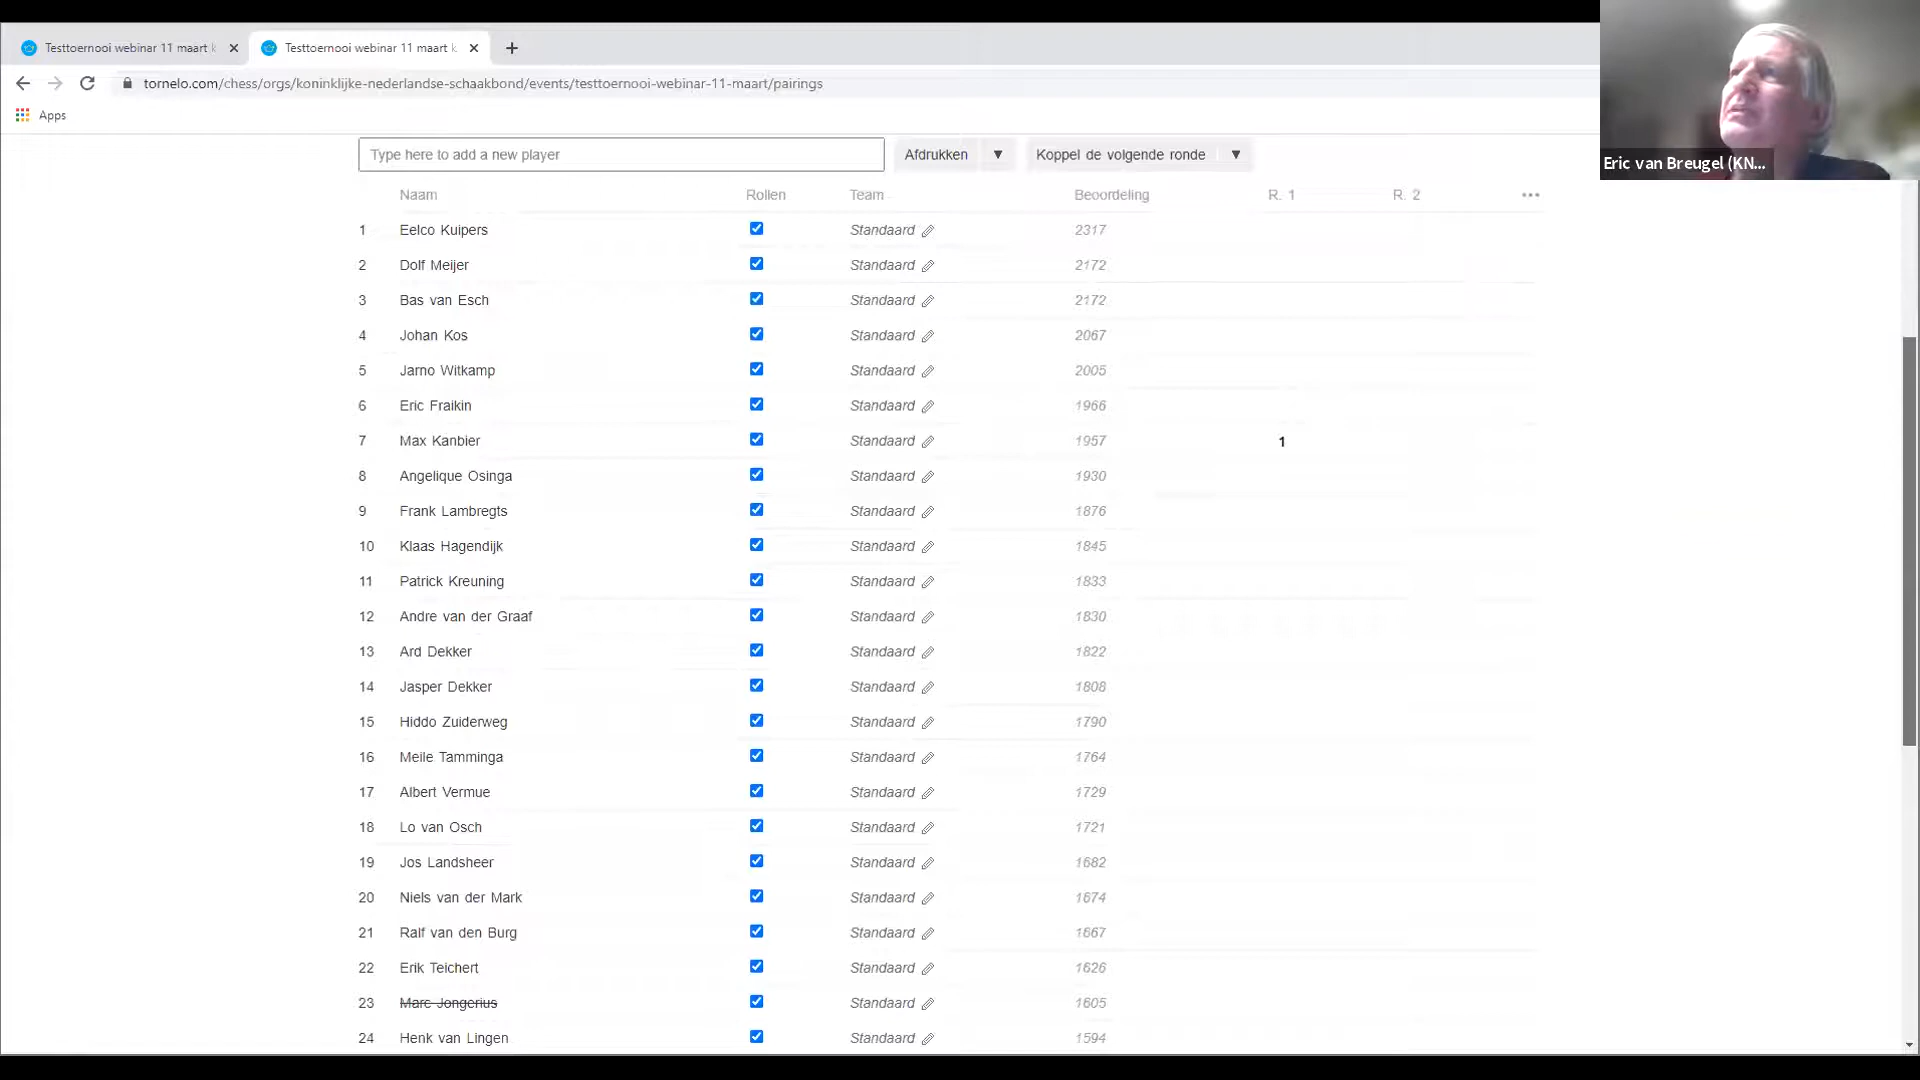 Testtoernooi webinar 11 maart k
Testtoernooi webinar 11 maart k
tornelo.com/chess/orgs/koninklijke-nederlandse-schaakbond/events/testtoernooi-webinar-11-maart/pairings
Apps
Eric van Breugel (KN...
Type here to add a new player Afdrukken ▼ Koppel de volgende ronde ▼
Naam Rollen Team Beoordeling R. 1 R. 2 •••
1 Eelco Kuipers Standaard 2317
2 Dolf Meijer Standaard 2172
3 Bas van Esch Standaard 2172
4 Johan Kos Standaard 2067
5 Jarno Witkamp Standaard 2005
6 Eric Fraikin Standaard 1966
7 Max Kanbier Standaard 1957 1
8 Angelique Osinga Standaard 1930
9 Frank Lambregts Standaard 1876
10 Klaas Hagendijk Standaard 1845
11 Patrick Kreuning Standaard 1833
12 Andre van der Graaf Standaard 1830
13 Ard Dekker Standaard 1822
14 Jasper Dekker Standaard 1808
15 Hiddo Zuiderweg Standaard 1790
16 Meile Tamminga Standaard 1764
17 Albert Vermue Standaard 1729
18 Lo van Osch Standaard 1721
19 Jos Landsheer Standaard 1682
20 Niels van der Mark Standaard 1674
21 Ralf van den Burg Standaard 1667
22 Erik Teichert Standaard 1626
23 Marc Jongerius Standaard 1605
24 Henk van Lingen Standaard 1594